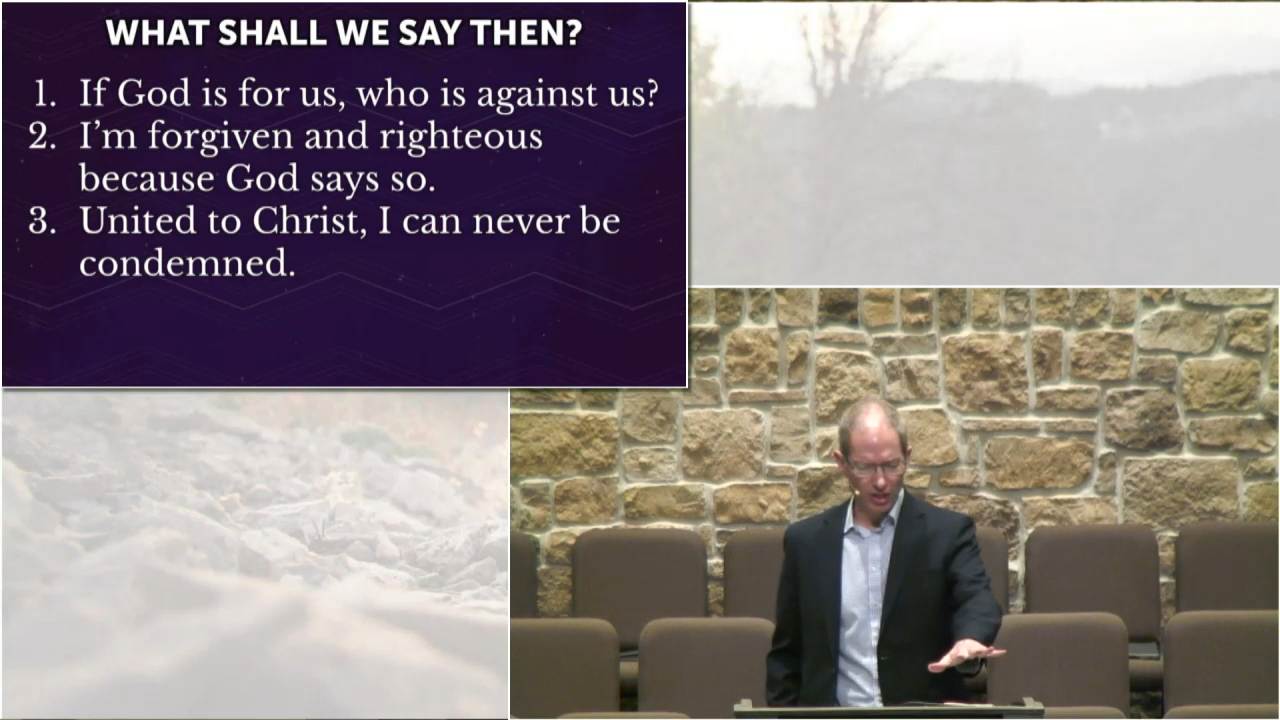 WHAT SHALL WE SAY THEN?
1. If God is for us, who is against us?
2. I’m forgiven and righteous
because God says so.
3. United to Christ, I can never be
condemned.